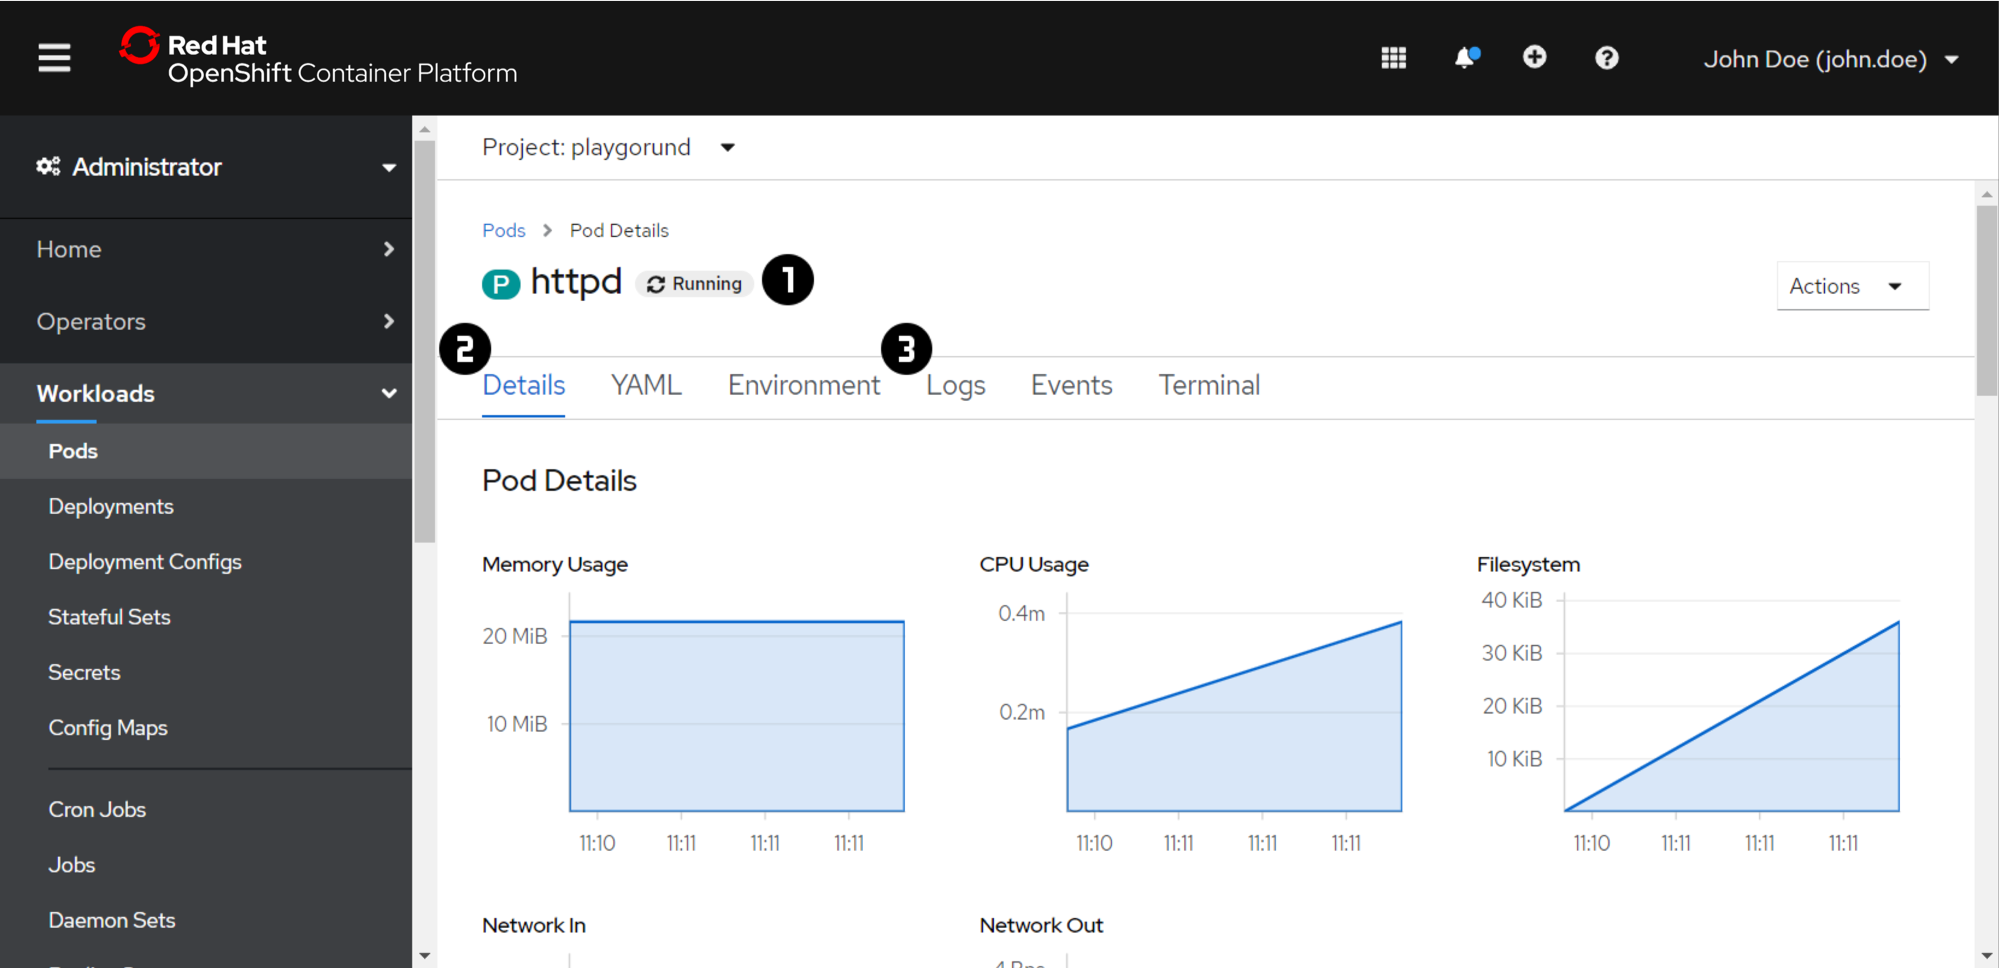 Red Hat
OpenShift Container Platform
John Doe (john.doe)
Administrator
Home
Operators
Workloads
Pods
Deployments
Deployment Configs
Stateful Sets
Secrets
Config Maps
Cron Jobs
Jobs
Daemon Sets
Project: playgorund
Pods > Pod Details
P httpd Running 1
Actions
2 3
Details YAML Environment Logs Events Terminal
Pod Details
Memory Usage
20 MiB
10 MiB
11:10 11:11 11:11 11:11
CPU Usage
0.4m
0.2m
11:10 11:11 11:11 11:11
Filesystem
40 KiB
30 KiB
20 KiB
10 KiB
11:10 11:11 11:11 11:11
Network In
Network Out